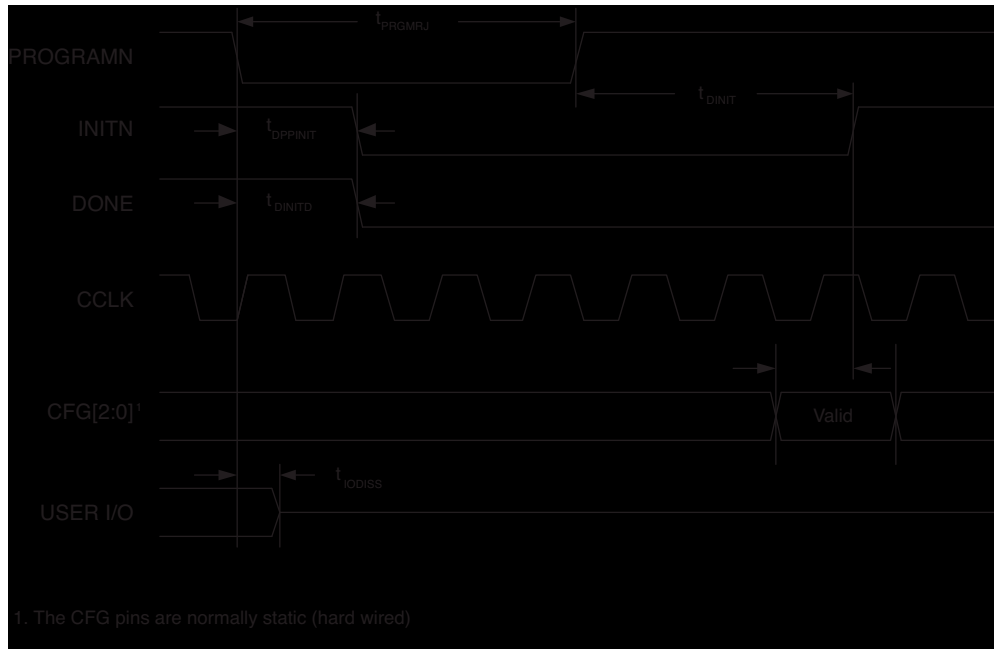 tPRGMRJ
PROGRAMN
tDINIT
INITN
tDPPINIT
DONE
tDINITD
CCLK
CFG[2:0]¹
Valid
tIODISS
USER I/O
1. The CFG pins are normally static (hard wired)